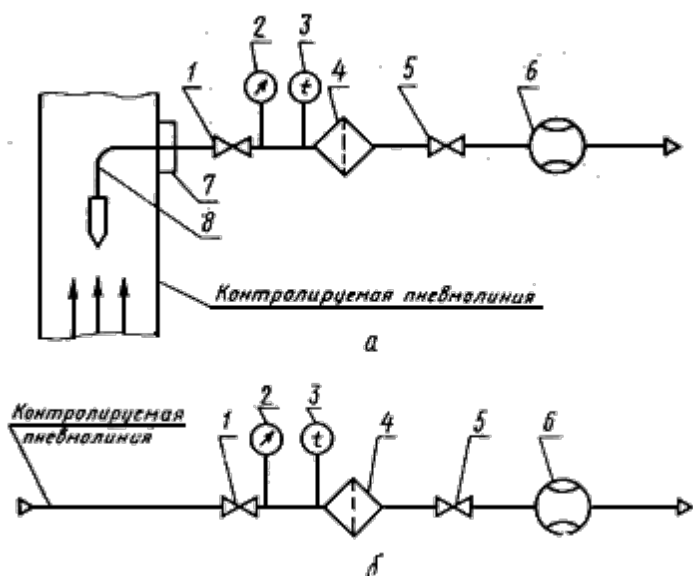 2
3
1
4
5
6
t
7
8
Контролируемая пневмолиния
а
Контролируемая
пневмолиния
2
3
1
4
5
6
t
б